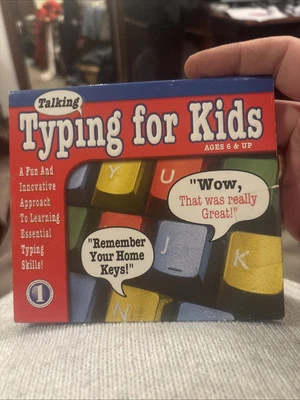 Talking
Typing for Kids
AGES 6 & UP
A Fun And
Innovative
Approach
To Learning
Essential
Typing
Skills!
1
"Wow,
That was really
Great!"
"Remember
Your Home
Keys!"
Y
U
J
K
N